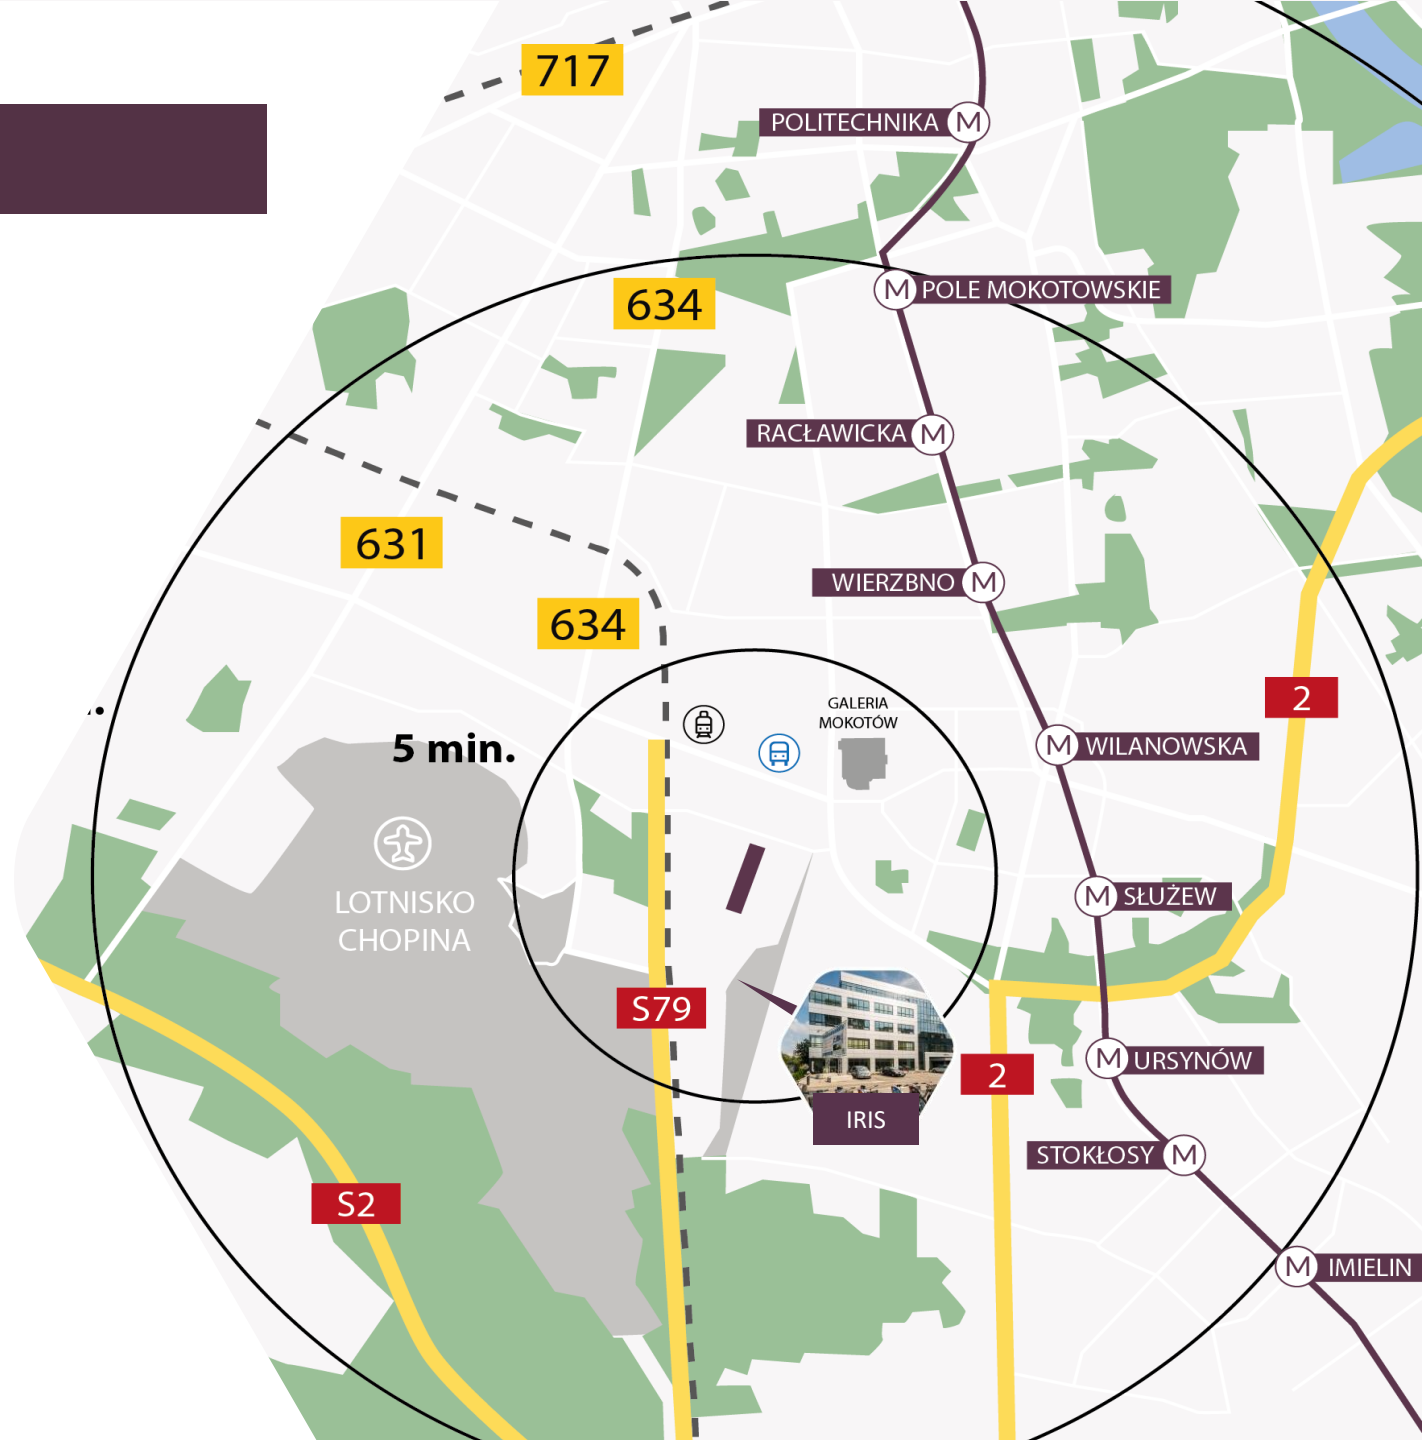 717
POLITECHNIKA M
634
M POLE MOKOTOWSKIE
RACŁAWICKA M
631
WIERZBNO M
634
2
GALERIA
MOKOTÓW
5 min.
M WILANOWSKA
LOTNISKO
CHOPINA
M SŁUŻEW
S79
M URSYNÓW
2
IRIS
STOKŁOSY M
S2
M IMIELIN